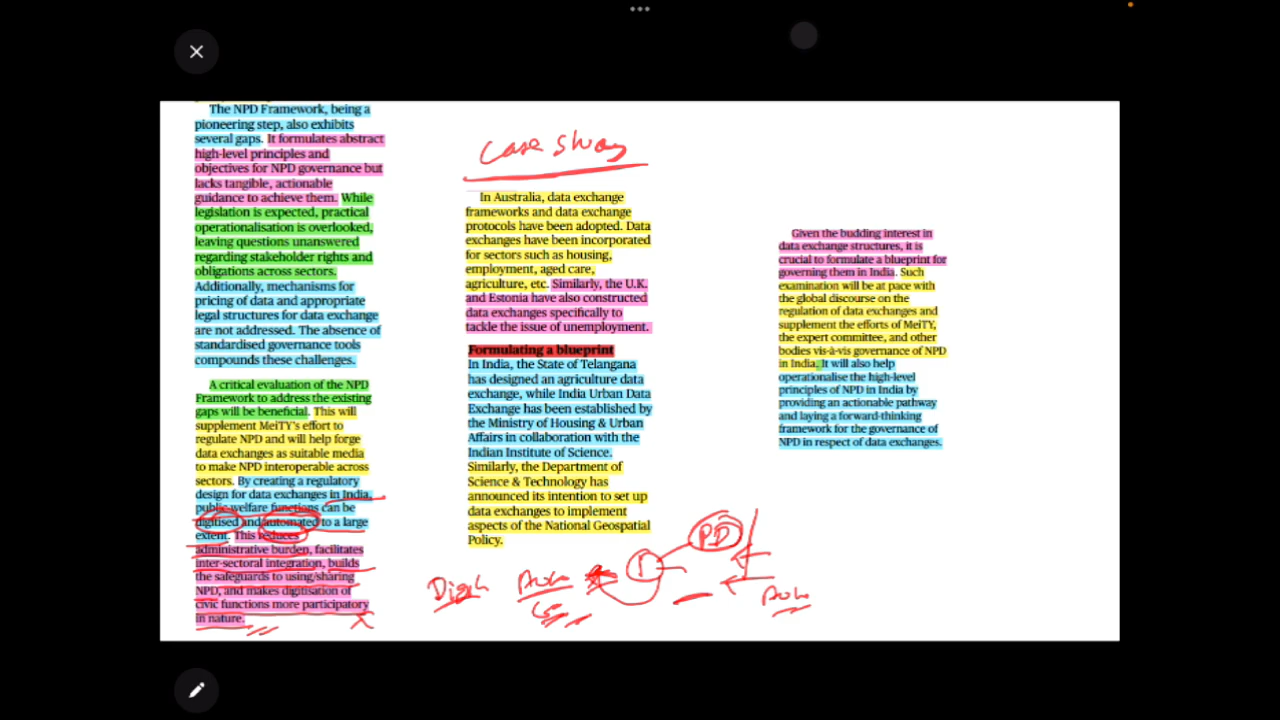 The NPD Framework, being a
pioneering step, also exhibits
several gaps. It formulates abstract
high-level principles and
objectives for NPD governance but
lacks tangible, actionable
guidance to achieve them. While
legislation is expected, practical
operationalisation is overlooked,
leaving questions unanswered
regarding stakeholder rights and
obligations across sectors.
Additionally, mechanisms for
pricing of data and appropriate
legal structures for data exchange
are not addressed. The absence of
standardised governance tools
compounds these challenges.
A critical evaluation of the NPD
Framework to address the existing
gaps will be beneficial. This will
supplement MeiTY's effort to
regulate NPD and will help forge
data exchanges as suitable media
to make NPD interoperable across
sectors. By creating a regulatory
design for data exchanges in India,
public welfare functions can be
digitised and automated to a large
extent. This reduces
administrative burden, facilitates
inter-sectoral integration, builds
the safeguards to using/sharing
NPD, and makes digitisation of
civic functions more participatory
in nature.
Case study
In Australia, data exchange
frameworks and data exchange
protocols have been adopted. Data
exchanges have been incorporated
for sectors such as housing,
employment, aged care,
agriculture, etc. Similarly, the U.K.
and Estonia have also constructed
data exchanges specifically to
tackle the issue of unemployment.
Formulating a blueprint
In India, the State of Telangana
has designed an agriculture data
exchange, while India Urban Data
Exchange has been established by
the Ministry of Housing & Urban
Affairs in collaboration with the
Indian Institute of Science.
Similarly, the Department of
Science & Technology has
announced its intention to set up
data exchanges to implement
aspects of the National Geospatial
Policy.
PD
Given the budding interest in
data exchange structures, it is
crucial to formulate a blueprint for
governing them in India. Such
examination will be at pace with
the global discourse on the
regulation of data exchanges and
supplement the efforts of MeiTY,
the expert committee, and other
bodies vis-à-vis governance of NPD
in India. It will also help
operationalise the high-level
principles of NPD in India by
providing an actionable pathway
and laying a forward-thinking
framework for the governance of
NPD in respect of data exchanges.